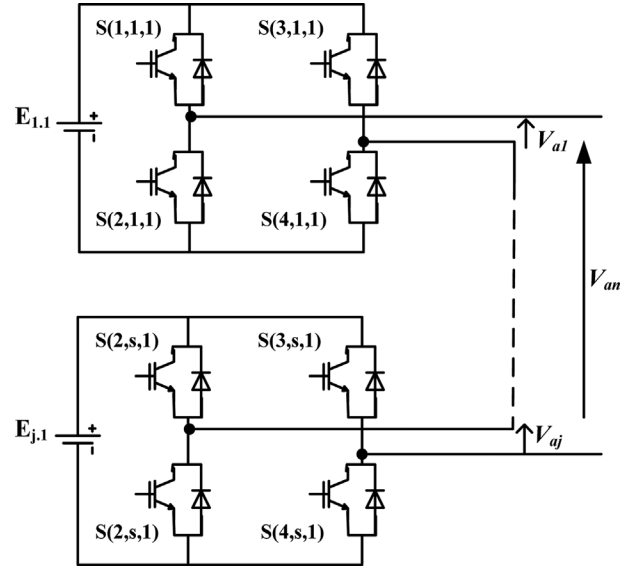 S(1,1,1) S(3,1,1)
E1.1 + -
Va1
S(2,1,1) S(4,1,1)
Van
S(2,s,1) S(3,s,1)
Ej.1 + -
Vaj
S(2,s,1) S(4,s,1)